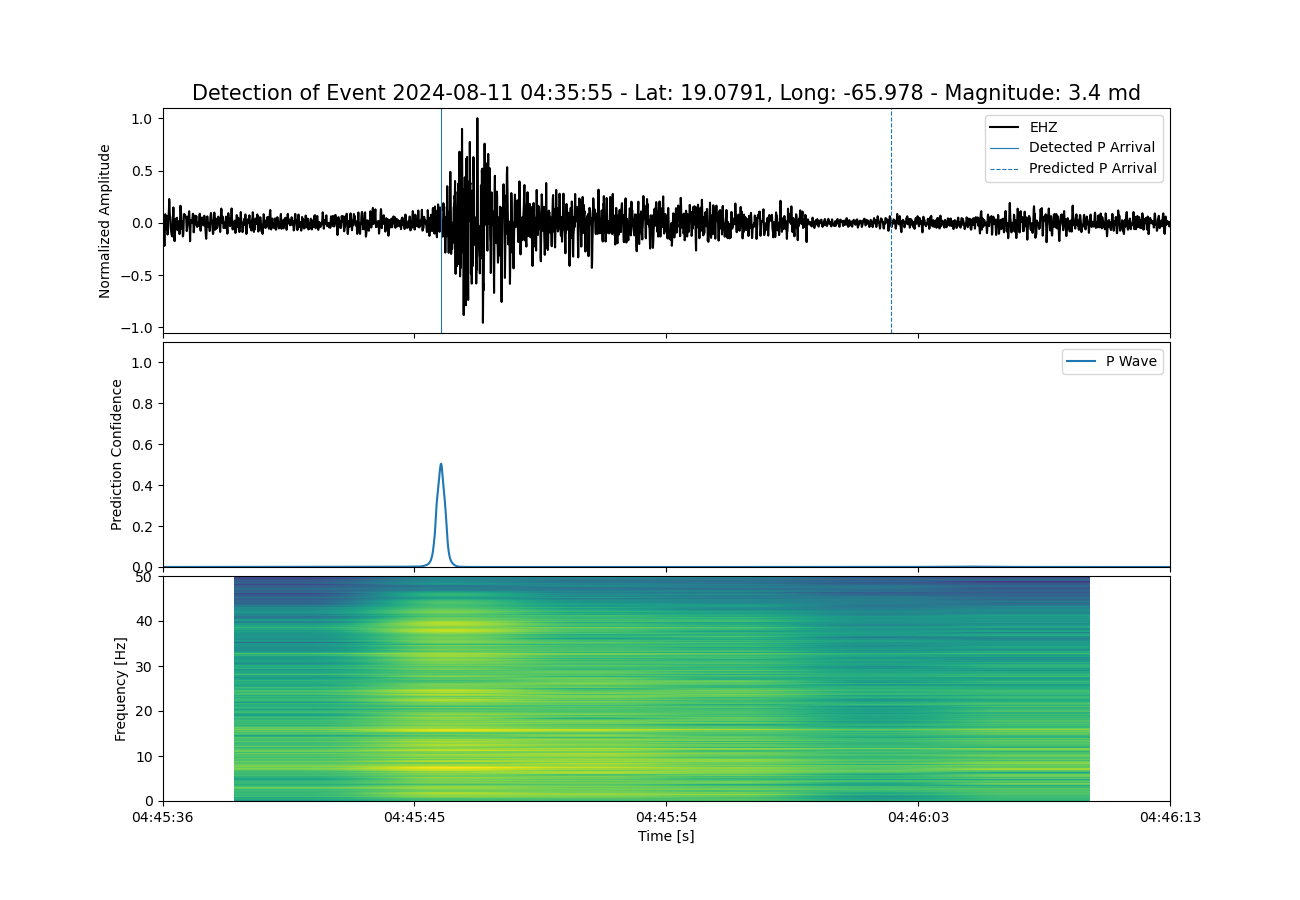 Detection of Event 2024-08-11 04:35:55 - Lat: 19.0791, Long: -65.978 - Magnitude: 3.4 md
Normalized Amplitude
1.0
0.5
0.0
−0.5
−1.0
EHZ
Detected P Arrival
Predicted P Arrival
Prediction Confidence
1.0
0.8
0.6
0.4
0.2
0.0
P Wave
Frequency [Hz]
50
40
30
20
10
0
04:45:36 04:45:45 04:45:54 04:46:03 04:46:13
Time [s]